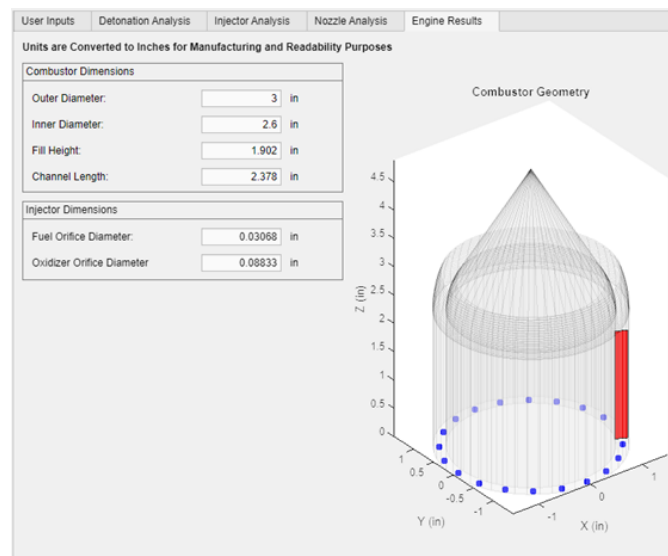 User Inputs
Detonation Analysis
Injector Analysis
Nozzle Analysis
Engine Results
Units are Converted to Inches for Manufacturing and Readability Purposes
Combustor Dimensions
Outer Diameter: 3 in
Inner Diameter: 2.6 in
Fill Height: 1.902 in
Channel Length: 2.378 in
Injector Dimensions
Fuel Orifice Diameter: 0.03068 in
Oxidizer Orifice Diameter 0.08833 in
Combustor Geometry
4.5
4
3.5
3
2.5
2
1.5
1
0.5
0
Z (in)
1
0.5
0
-0.5
-1
Y (in)
-1
0
1
X (in)